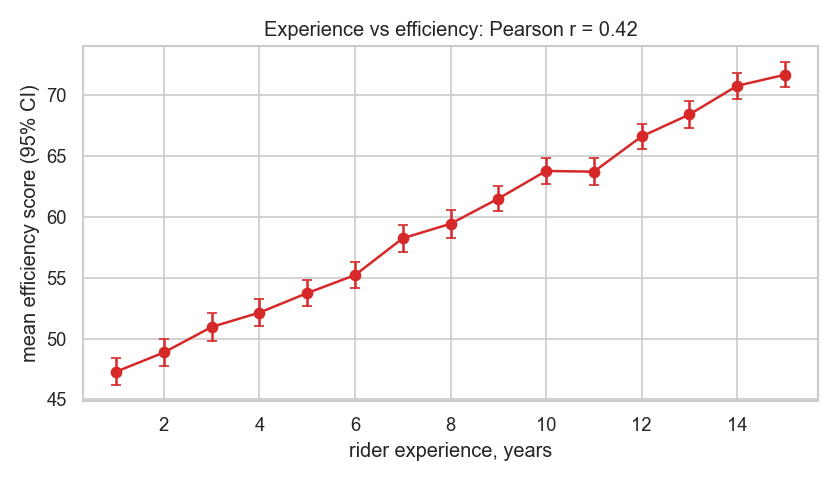 Experience vs efficiency: Pearson r = 0.42
mean efficiency score (95% CI)
70
65
60
55
50
45
2 4 6 8 10 12 14
rider experience, years